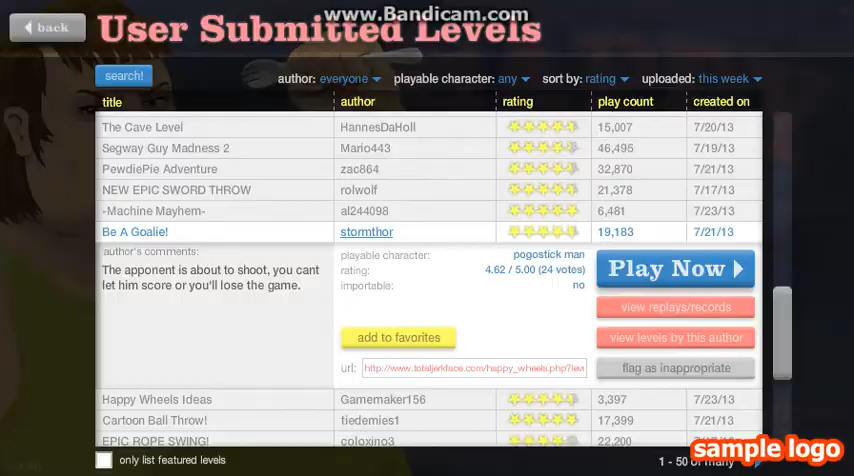 www.Bandicam.com
back
User Submitted Levels
search!
author: everyone playable character: any sort by: rating uploaded: this week
title author rating play count created on
The Cave Level HannesDaHoll 15,007 7/20/13
Segway Guy Madness 2 Mario443 46,495 7/19/13
PewdiePie Adventure zac864 32,870 7/21/13
NEW EPIC SWORD THROW rolwolf 21,378 7/17/13
-Machine Mayhem- al244098 6,481 7/23/13
Be A Goalie! stormthor 19,183 7/21/13
author's comments:
The apponent is about to shoot, you cant
let him score or you'll lose the game.
playable character: pogostick man
rating: 4.62 / 5.00 (24 votes)
importable: no
add to favorites
url: http://www.totaljerkface.com/happy_wheels.php?lev
Play Now
view replays/records
view levels by this author
flag as inappropriate
Happy Wheels Ideas Gamemaker156 3,397 7/23/13
Cartoon Ball Throw! tiedemies1 17,399 7/21/13
EPIC ROPE SWING! coloxino3 22,200
only list featured levels
1 - 50 of many
sample logo